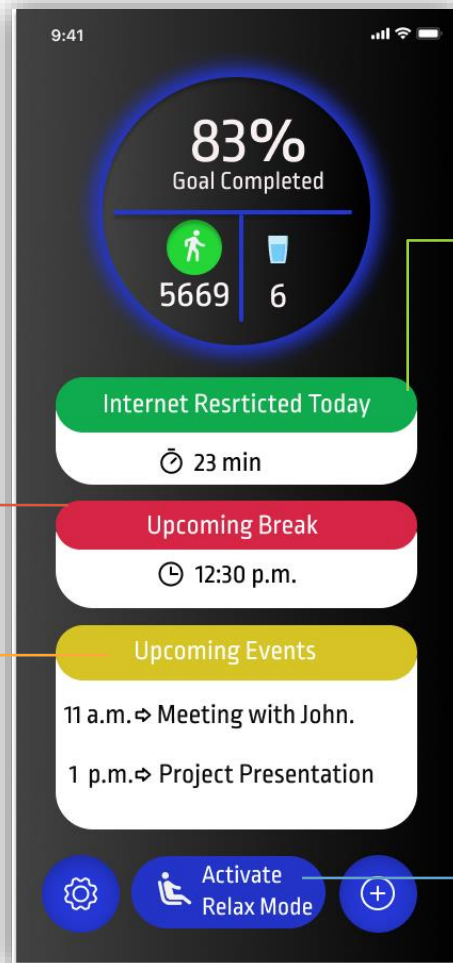 9:41
83%
Goal Completed
5669 6
Internet Resrticted Today
23 min
Upcoming Break
12:30 p.m.
Upcoming Events
11 a.m.⇨ Meeting with John.
1 p.m.⇨ Project Presentation
Activate
Relax Mode